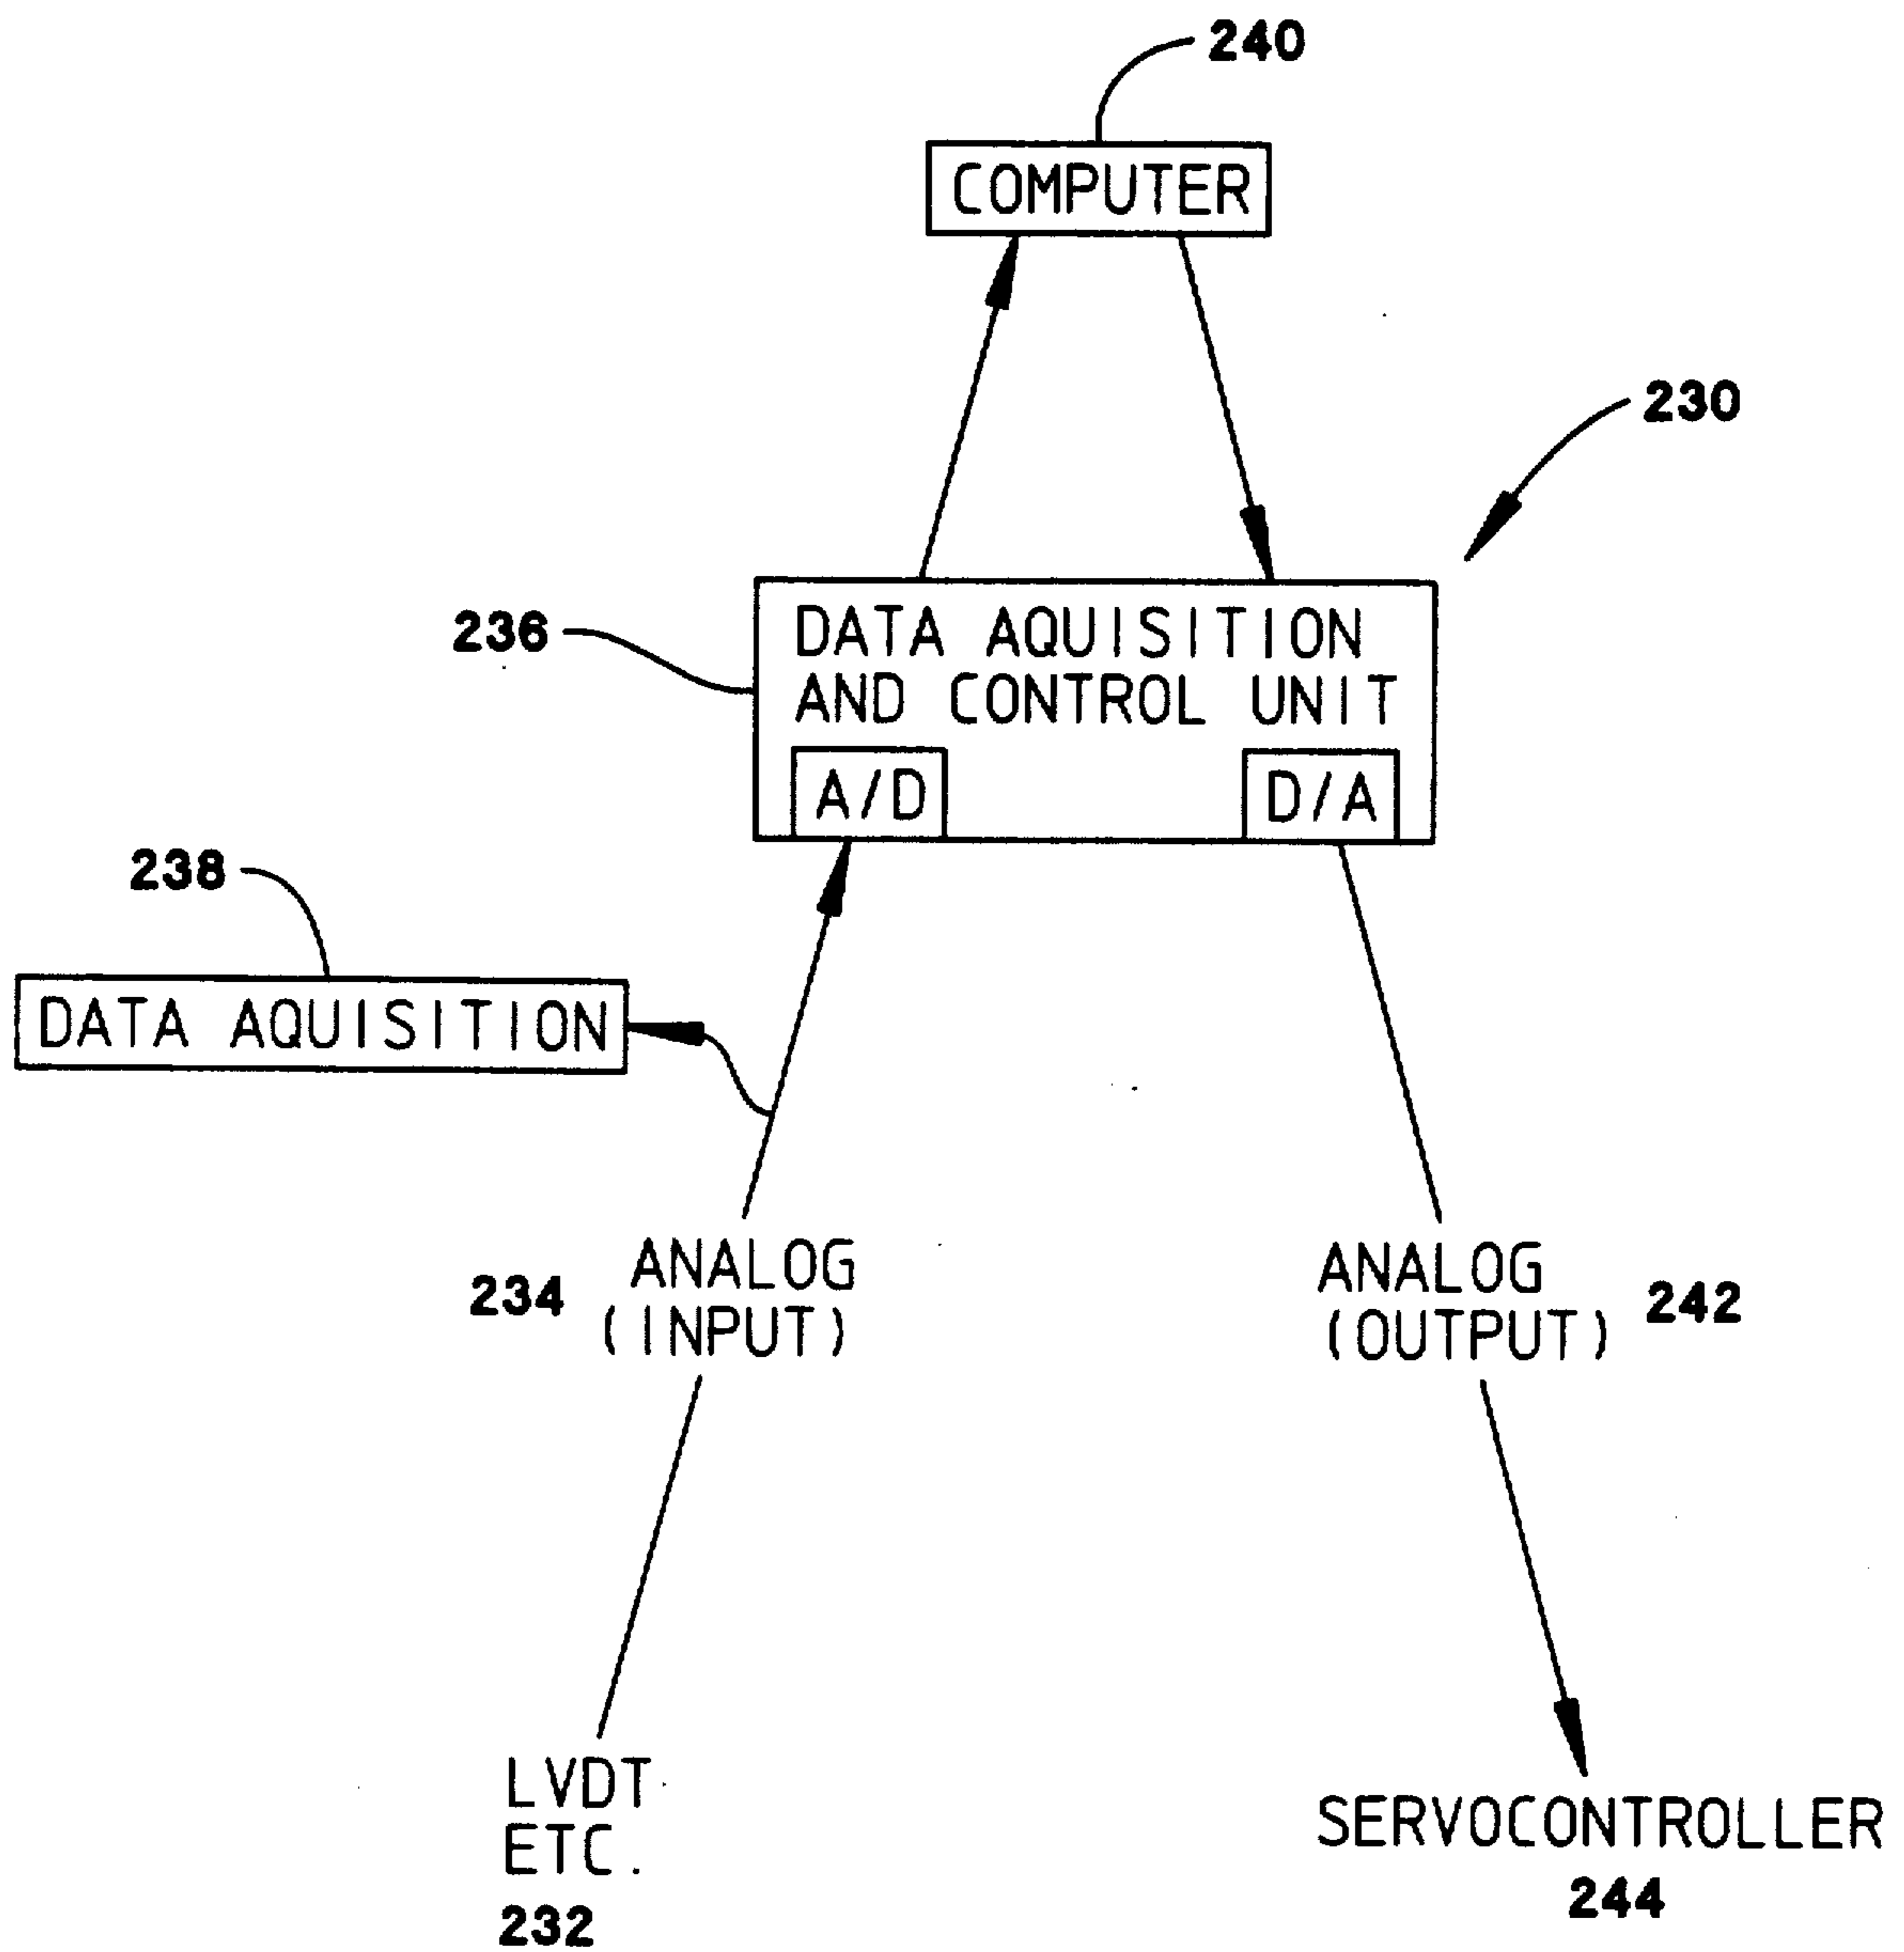 240
COMPUTER
230
236
DATA AQUISITION
AND CONTROL UNIT
A/D
D/A
238
DATA AQUISITION
234
ANALOG
(INPUT)
ANALOG
(OUTPUT)
242
LVDT
ETC.
232
SERVOCONTROLLER
244